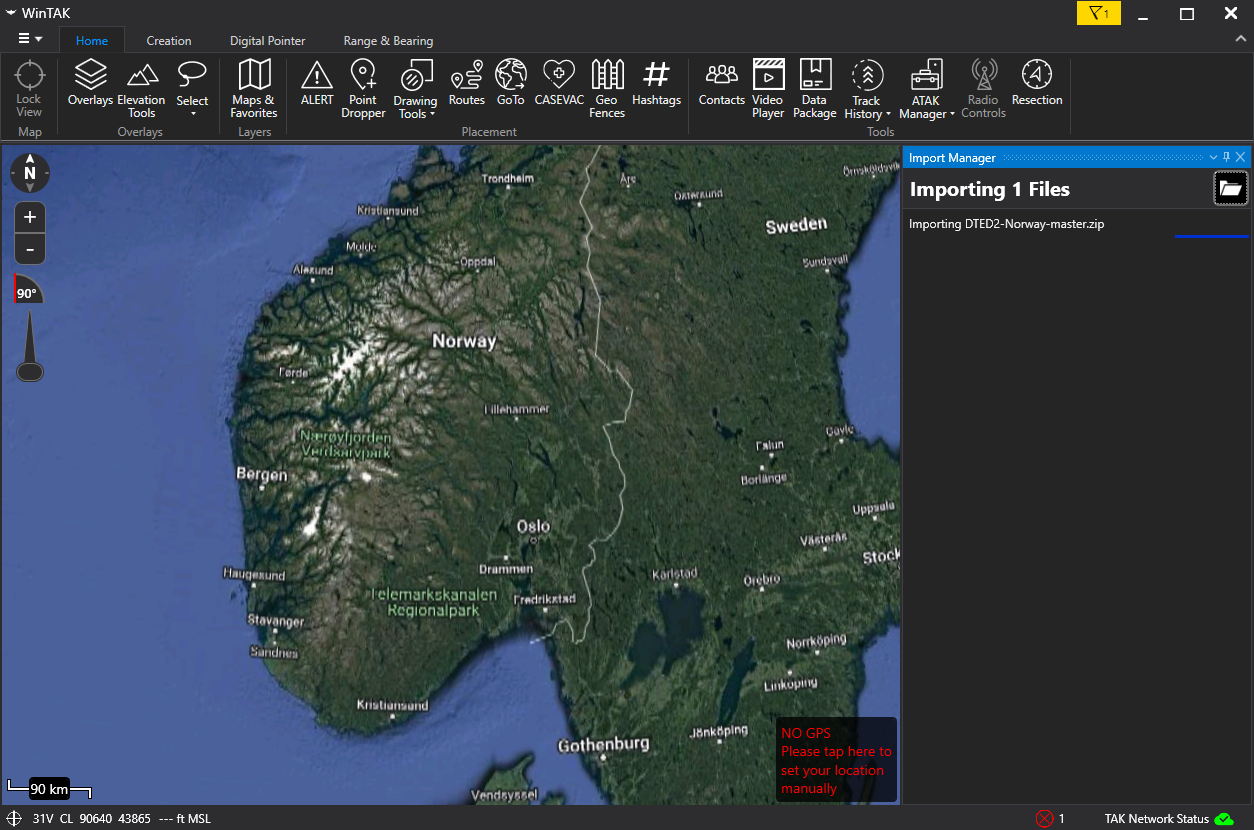 WinTAK
1
Home
Creation
Digital Pointer
Range & Bearing
Lock
View
Overlays
Elevation
Tools
Select
Maps &
Favorites
ALERT
Point
Dropper
Drawing
Tools
Routes
GoTo
CASEVAC
Geo
Fences
Hashtags
Contacts
Video
Player
Data
Package
Track
History
ATAK
Manager
Radio
Controls
Resection
Map
Overlays
Layers
Placement
Tools
N
+
-
90°
Trondheim
Åre
Östersund
Örnsköldsvik
Kristiansund
Sweden
Molde
Oppdal
Sundsvall
Ålesund
Norway
Førde
Lillehammer
Nærøyfjorden
Verdsarvpark
Gävle
Falun
Bergen
Borlänge
Uppsala
Oslo
Västerås
Stock
Drammen
Haugesund
Karlstad
Örebro
Telemarkskanalen
Regionalpark
Fredrikstad
Stavanger
Sandnes
Norrköping
Linköping
Kristiansand
Jönköping
Gothenburg
Vendsyssel
NO GPS
Please tap here to
set your location
manually
90 km
Import Manager
Importing 1 Files
Importing DTED2-Norway-master.zip
31V CL 90640 43865 --- ft MSL
1
TAK Network Status